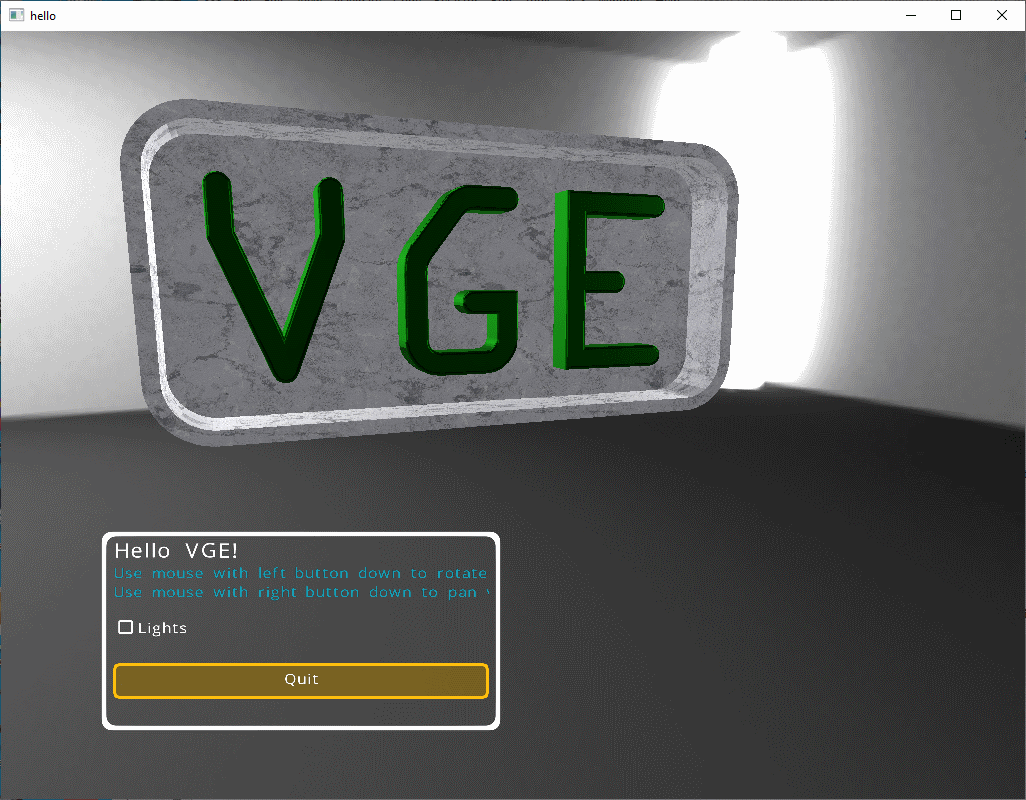 hello
VGE
Hello VGE!
Use mouse with left button down to rotate
Use mouse with right button down to pan
Lights
Quit